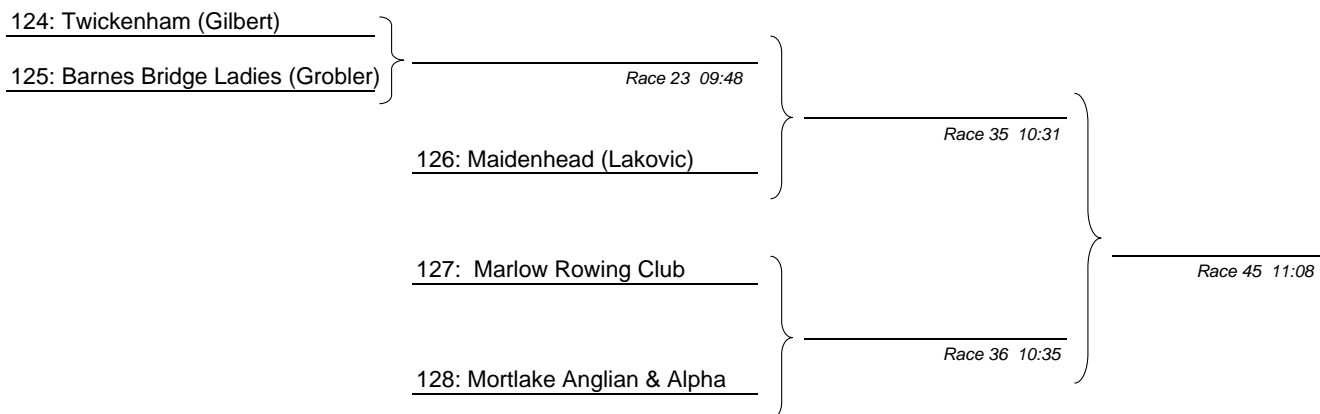 124: Twickenham (Gilbert)
125: Barnes Bridge Ladies (Grobler)
Race 23 09:48
126: Maidenhead (Lakovic)
Race 35 10:31
127: Marlow Rowing Club
Race 45 11:08
128: Mortlake Anglian & Alpha
Race 36 10:35